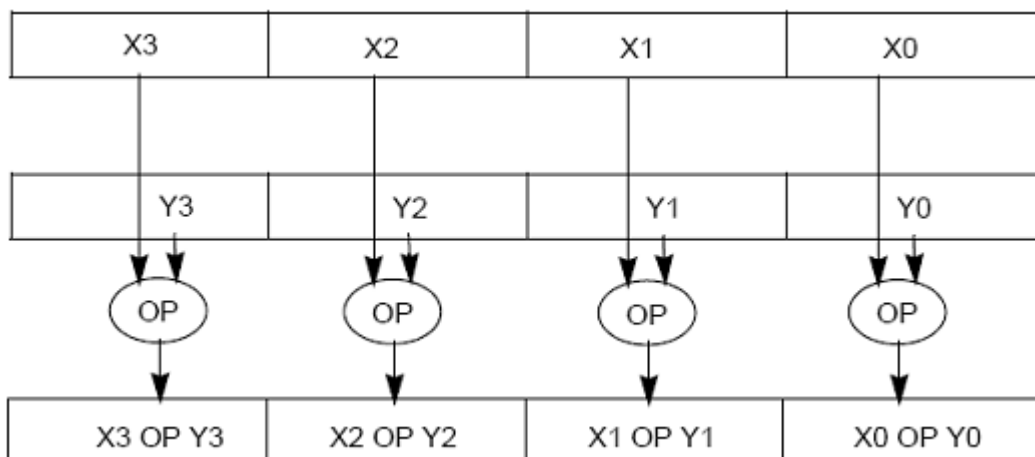 X3 X2 X1 X0
Y3 Y2 Y1 Y0
OP OP OP OP
X3 OP Y3 X2 OP Y2 X1 OP Y1 X0 OP Y0